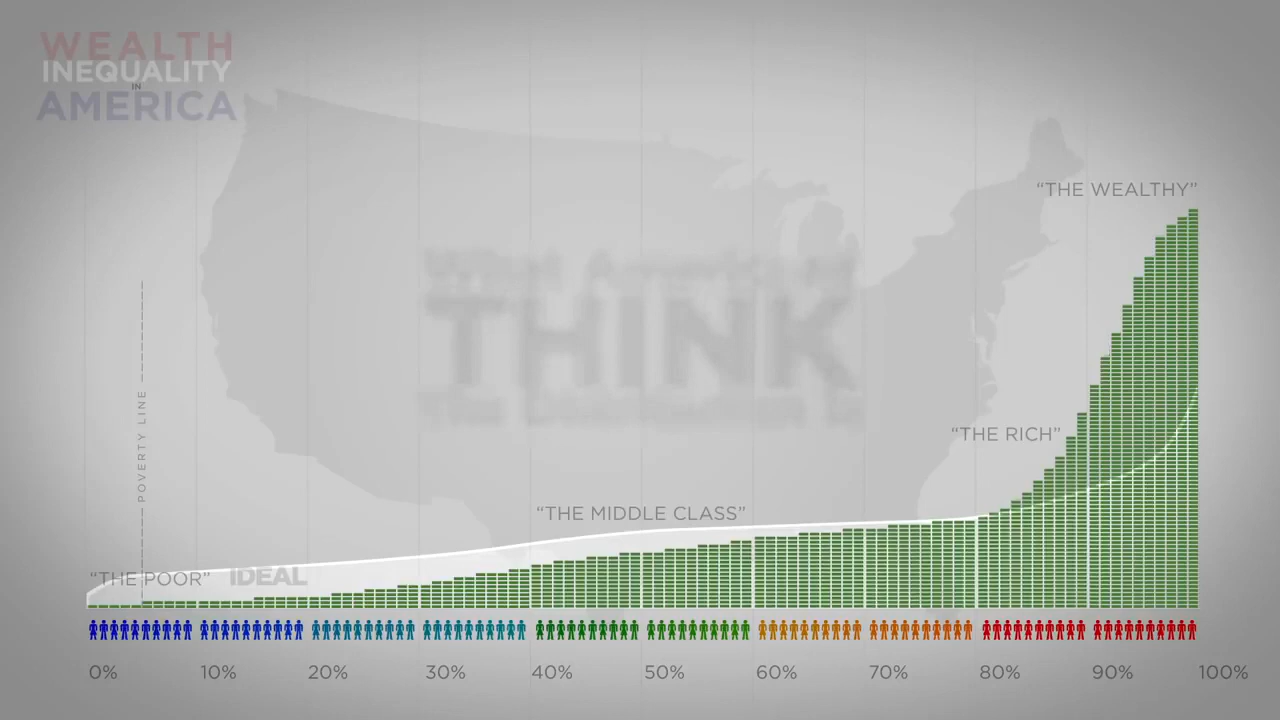 WEALTH
INEQUALITY
IN
AMERICA
“THE WEALTHY”
THINK
POVERTY LINE
“THE RICH”
“THE MIDDLE CLASS”
“THE POOR”
IDEAL
0% 10% 20% 30% 40% 50% 60% 70% 80% 90% 100%